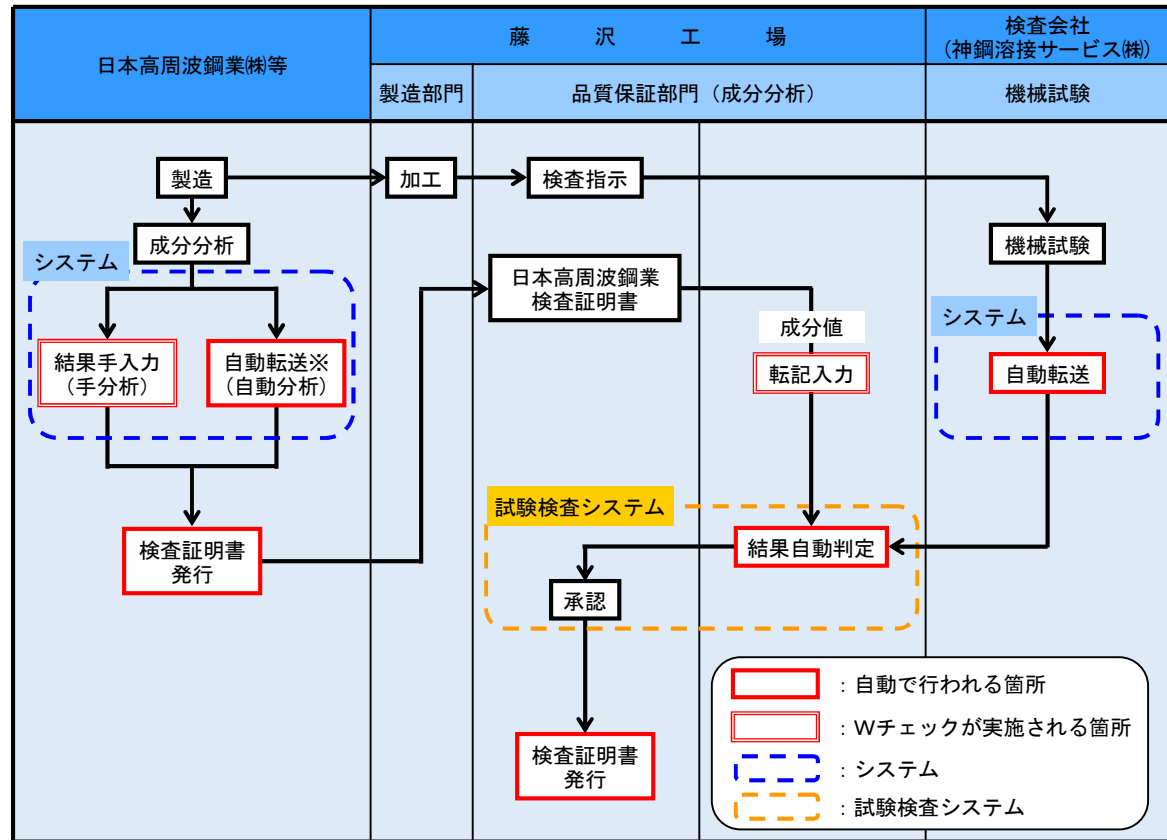 日本高周波鋼業㈱等
藤沢工場
検査会社
（神鋼溶接サービス㈱）
製造部門
品質保証部門（成分分析）
機械試験
製造
加工
検査指示
成分分析
機械試験
システム
日本高周波鋼業
検査証明書
システム
成分値
結果手入力
（手分析）
自動転送※
（自動分析）
転記入力
自動転送
試験検査システム
検査証明書
発行
結果自動判定
承認
検査証明書
発行
：自動で行われる箇所
：Ｗチェックが実施される箇所
：システム
：試験検査システム